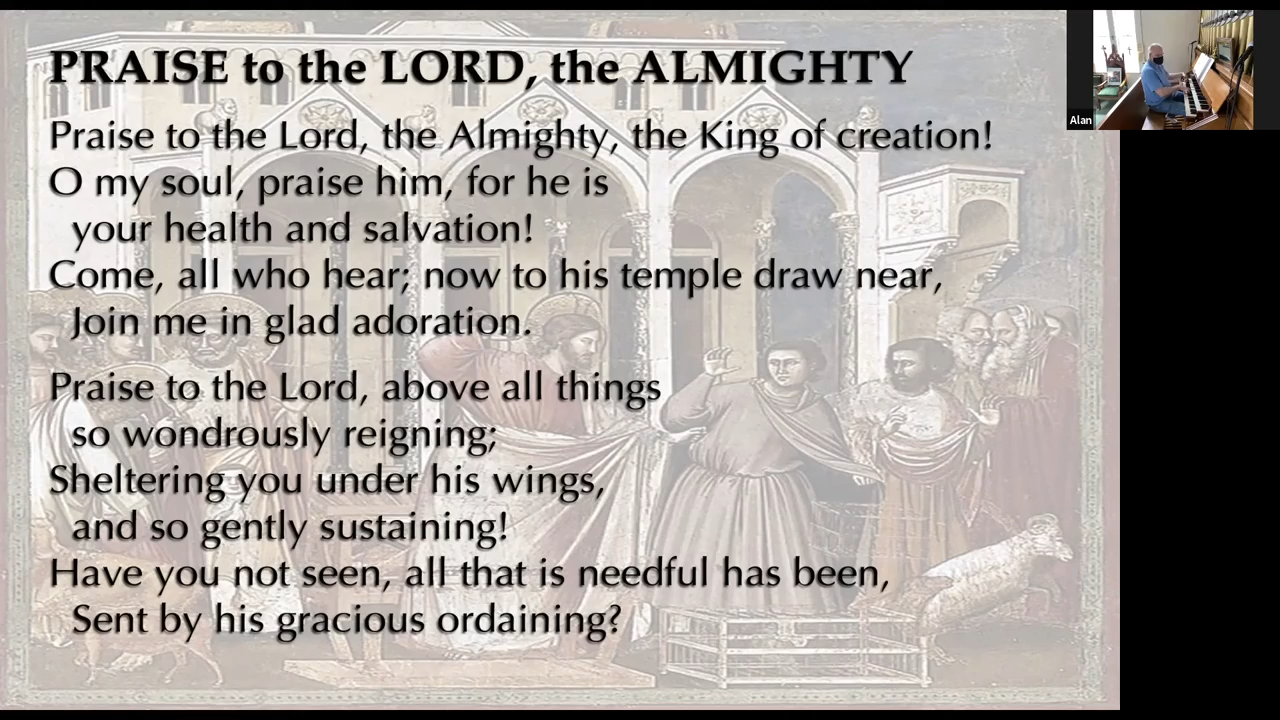 PRAISE to the LORD, the ALMIGHTY
Praise to the Lord, the Almighty, the King of creation!
O my soul, praise him, for he is
your health and salvation!
Come, all who hear; now to his temple draw near,
Join me in glad adoration.
Praise to the Lord, above all things
so wondrously reigning;
Sheltering you under his wings,
and so gently sustaining!
Have you not seen, all that is needful has been,
Sent by his gracious ordaining?
Alan